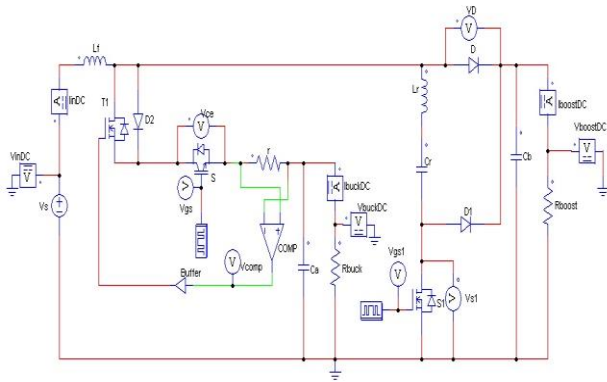 VD
Lf
D
IinDC
T1
D2
Vce
Lr
IboostDC
VboostDC
r
VinDC
S
Cr
Cb
Vs
Vgs
IbuckDC
VbuckDC
D1
Rboost
COMP
Vgs1
Buffer
Vcomp
Ca
Rbuck
S1
Vs1